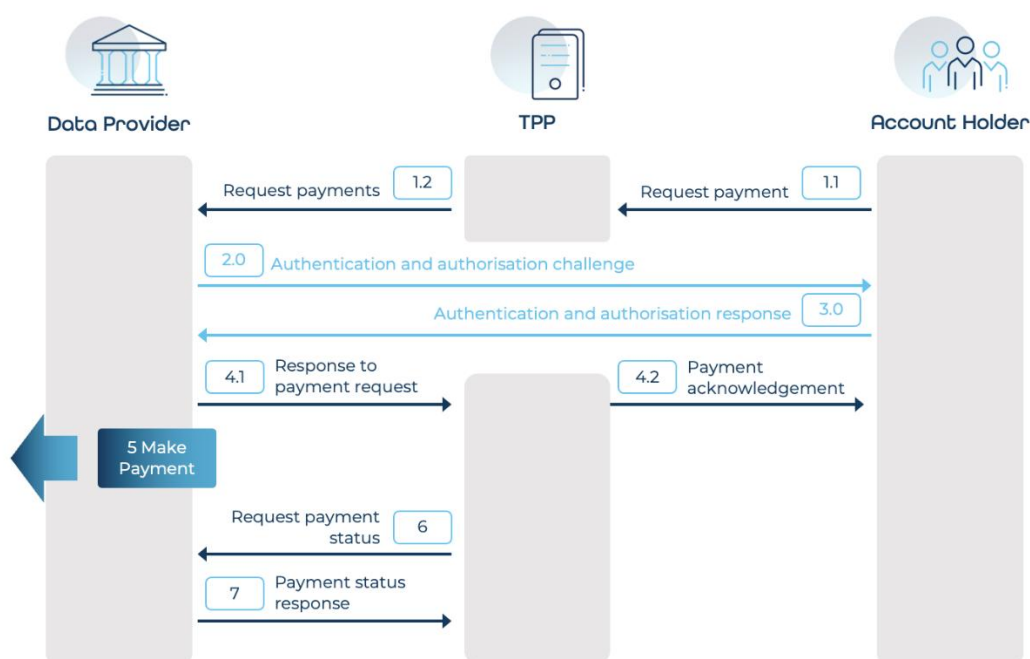 Data Provider
TPP
Account Holder
Request payments
1.2
Request payment
1.1
2.0
Authentication and authorisation challenge
Authentication and authorisation response
3.0
4.1
Response to
payment request
4.2
Payment
acknowledgement
5 Make
Payment
Request payment
status
6
7
Payment status
response